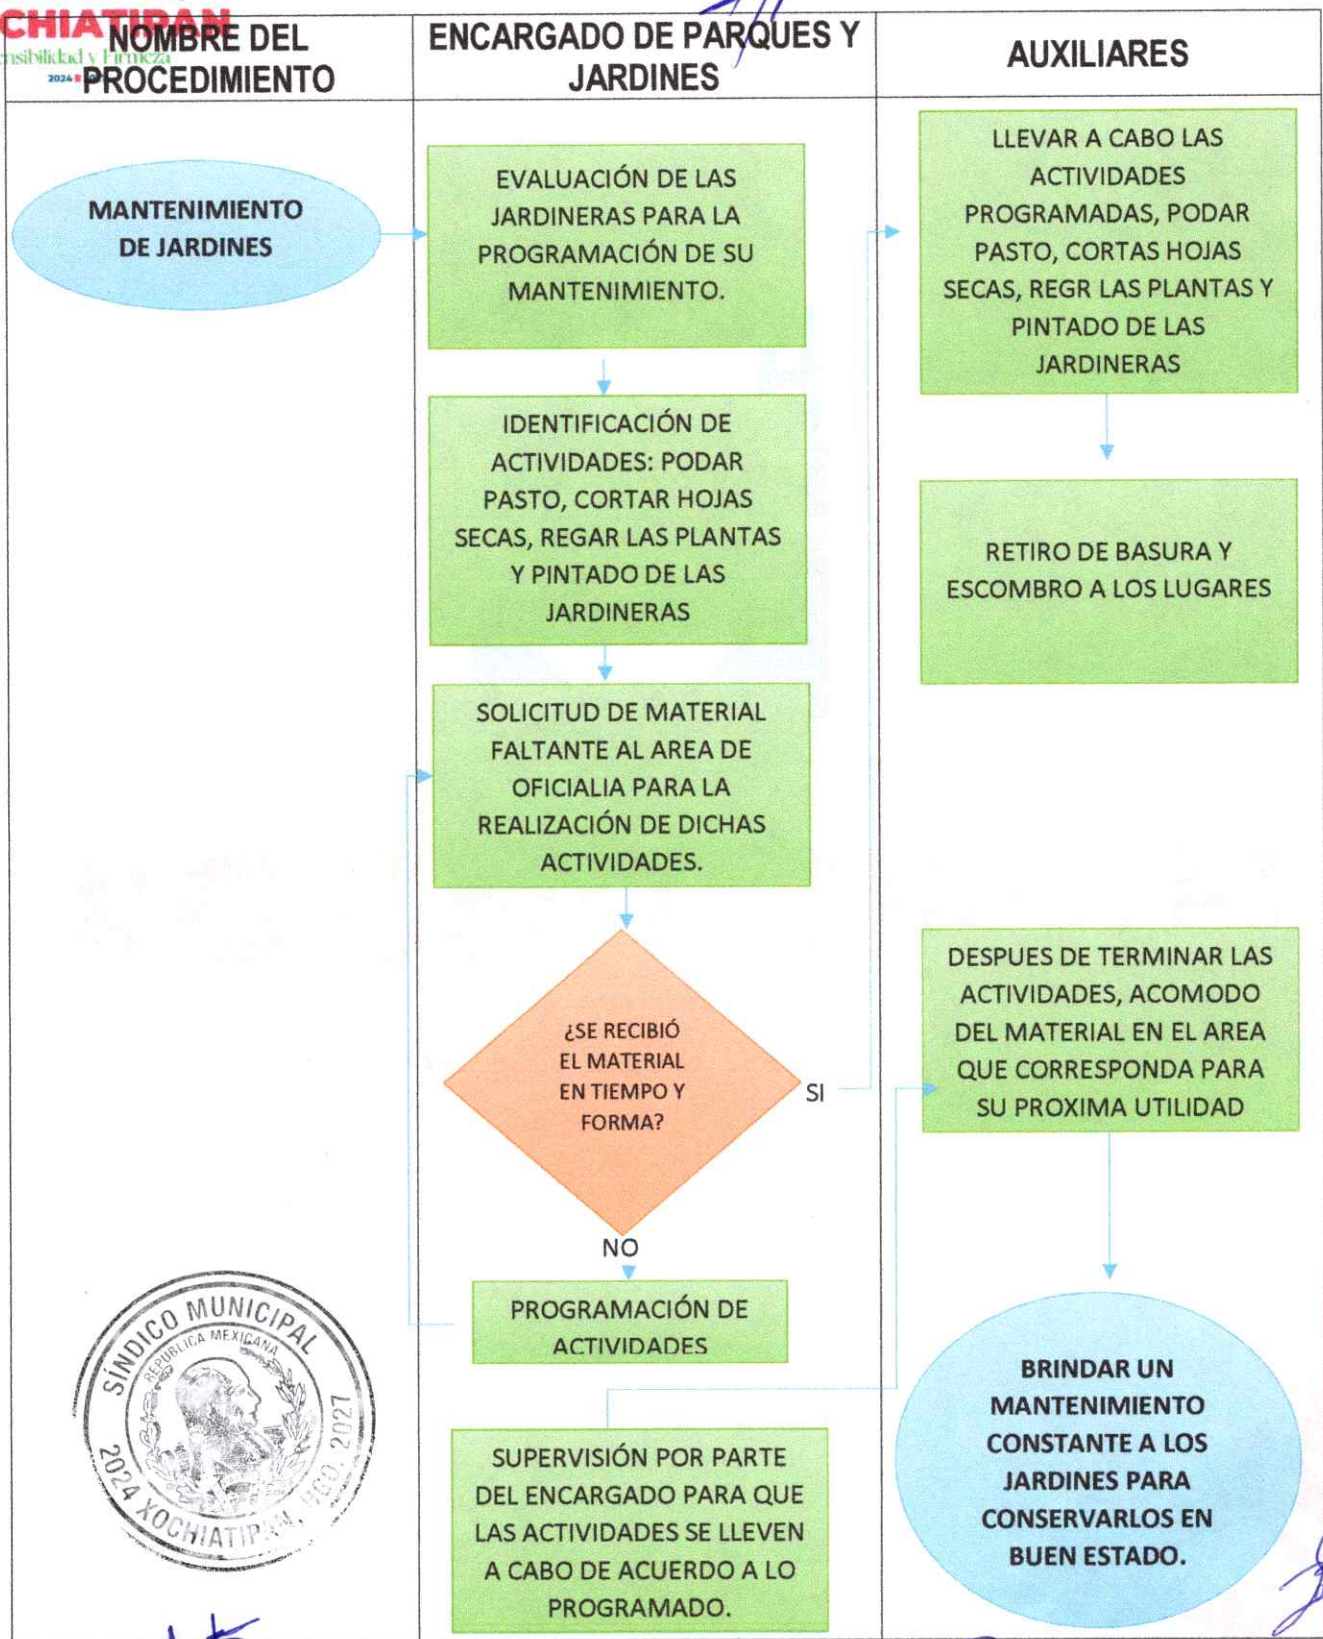 CHIATIPAN
nsibilidad y Firmeza
2024
NOMBRE DEL
PROCEDIMIENTO
ENCARGADO DE PARQUES Y
JARDINES
AUXILIARES
MANTENIMIENTO
DE JARDINES
EVALUACIÓN DE LAS
JARDINERAS PARA LA
PROGRAMACIÓN DE SU
MANTENIMIENTO.
IDENTIFICACIÓN DE
ACTIVIDADES: PODAR
PASTO, CORTAR HOJAS
SECAS, REGAR LAS PLANTAS
Y PINTADO DE LAS
JARDINERAS
SOLICITUD DE MATERIAL
FALTANTE AL AREA DE
OFICIALIA PARA LA
REALIZACIÓN DE DICHAS
ACTIVIDADES.
¿SE RECIBIÓ
EL MATERIAL
EN TIEMPO Y
FORMA?
SI
NO
PROGRAMACIÓN DE
ACTIVIDADES
SUPERVISIÓN POR PARTE
DEL ENCARGADO PARA QUE
LAS ACTIVIDADES SE LLEVEN
A CABO DE ACUERDO A LO
PROGRAMADO.
LLEVAR A CABO LAS
ACTIVIDADES
PROGRAMADAS, PODAR
PASTO, CORTAS HOJAS
SECAS, REGR LAS PLANTAS Y
PINTADO DE LAS
JARDINERAS
RETIRO DE BASURA Y
ESCOMBRO A LOS LUGARES
DESPUES DE TERMINAR LAS
ACTIVIDADES, ACOMODO
DEL MATERIAL EN EL AREA
QUE CORRESPONDA PARA
SU PROXIMA UTILIDAD
BRINDAR UN
MANTENIMIENTO
CONSTANTE A LOS
JARDINES PARA
CONSERVARLOS EN
BUEN ESTADO.
SÍNDICO MUNICIPAL
REPUBLICA MEXICANA
2024 XOCHIATIPAN, HGO. 2027